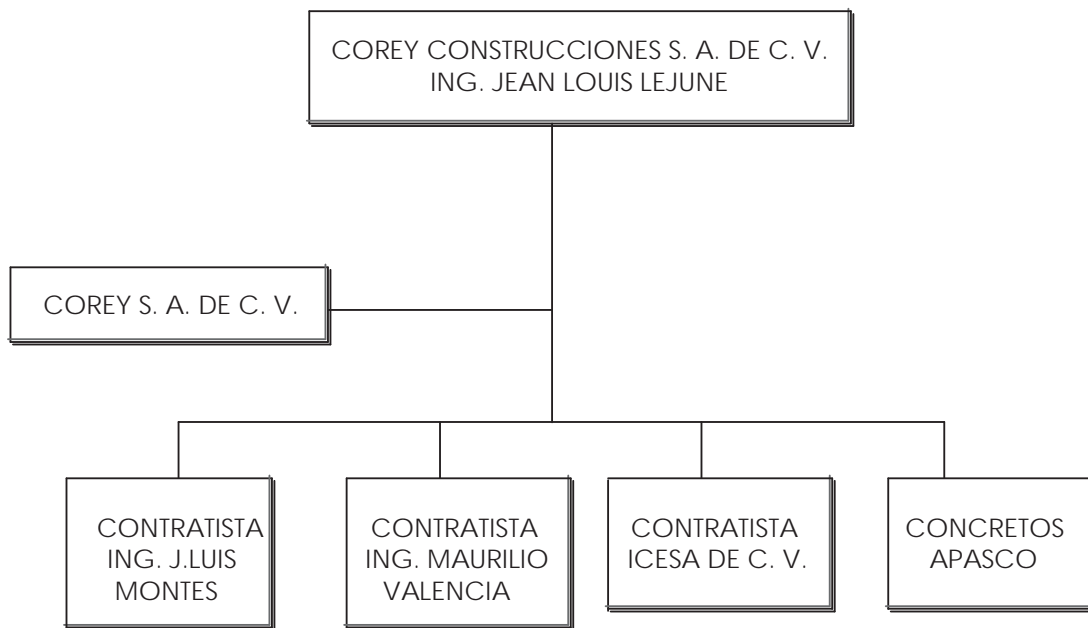 COREY CONSTRUCCIONES S. A. DE C. V.
ING. JEAN LOUIS LEJUNE
COREY S. A. DE C. V.
CONTRATISTA
ING. J.LUIS
MONTES
CONTRATISTA
ING. MAURILIO
VALENCIA
CONTRATISTA
ICESA DE C. V.
CONCRETOS
APASCO